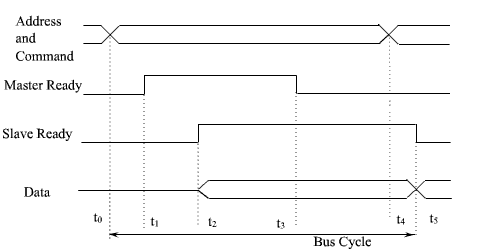 Address
and
Command
Master Ready
Slave Ready
Data
t0 t1 t2 t3 t4 t5
Bus Cycle